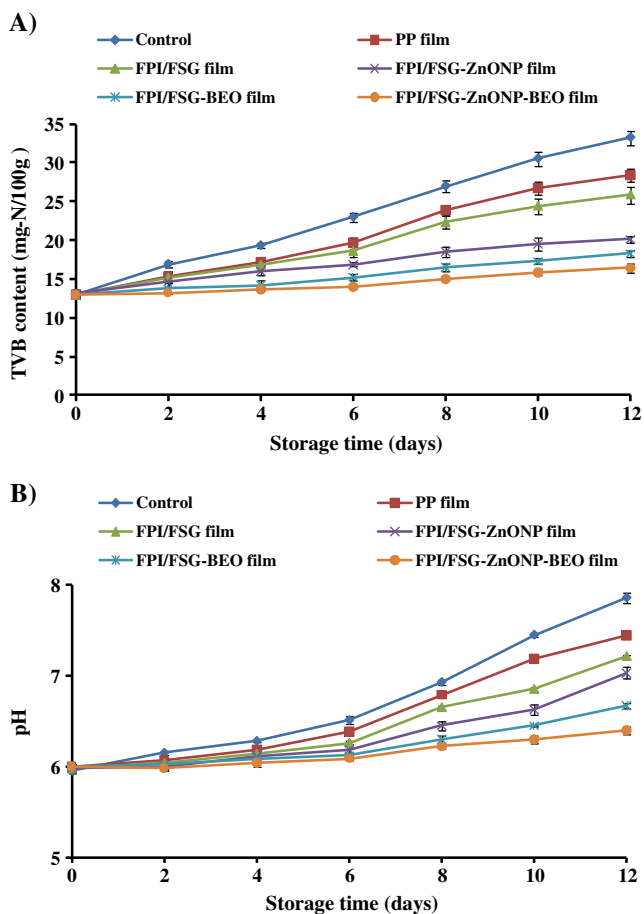 A)
Control
PP film
FPI/FSG film
FPI/FSG-ZnONP film
FPI/FSG-BEO film
FPI/FSG-ZnONP-BEO film
TVB content (mg-N/100g)
35
30
25
20
15
10
5
0
0 2 4 6 8 10 12
Storage time (days)
B)
Control
PP film
FPI/FSG film
FPI/FSG-ZnONP film
FPI/FSG-BEO film
FPI/FSG-ZnONP-BEO film
pH
8
7
6
5
0 2 4 6 8 10 12
Storage time (days)